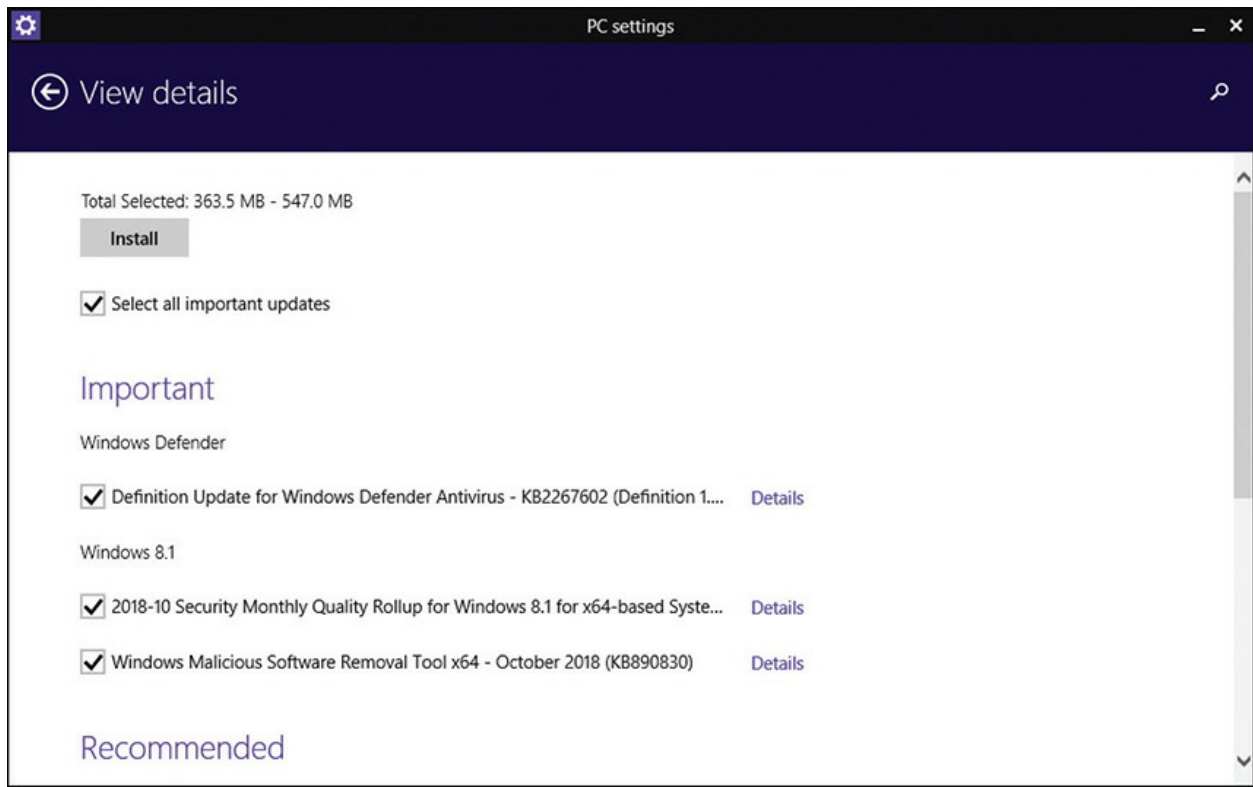 PC settings
View details
Total Selected: 363.5 MB - 547.0 MB
Install
Select all important updates
Important
Windows Defender
Definition Update for Windows Defender Antivirus - KB2267602 (Definition 1.... Details
Windows 8.1
2018-10 Security Monthly Quality Rollup for Windows 8.1 for x64-based Syste... Details
Windows Malicious Software Removal Tool x64 - October 2018 (KB890830) Details
Recommended